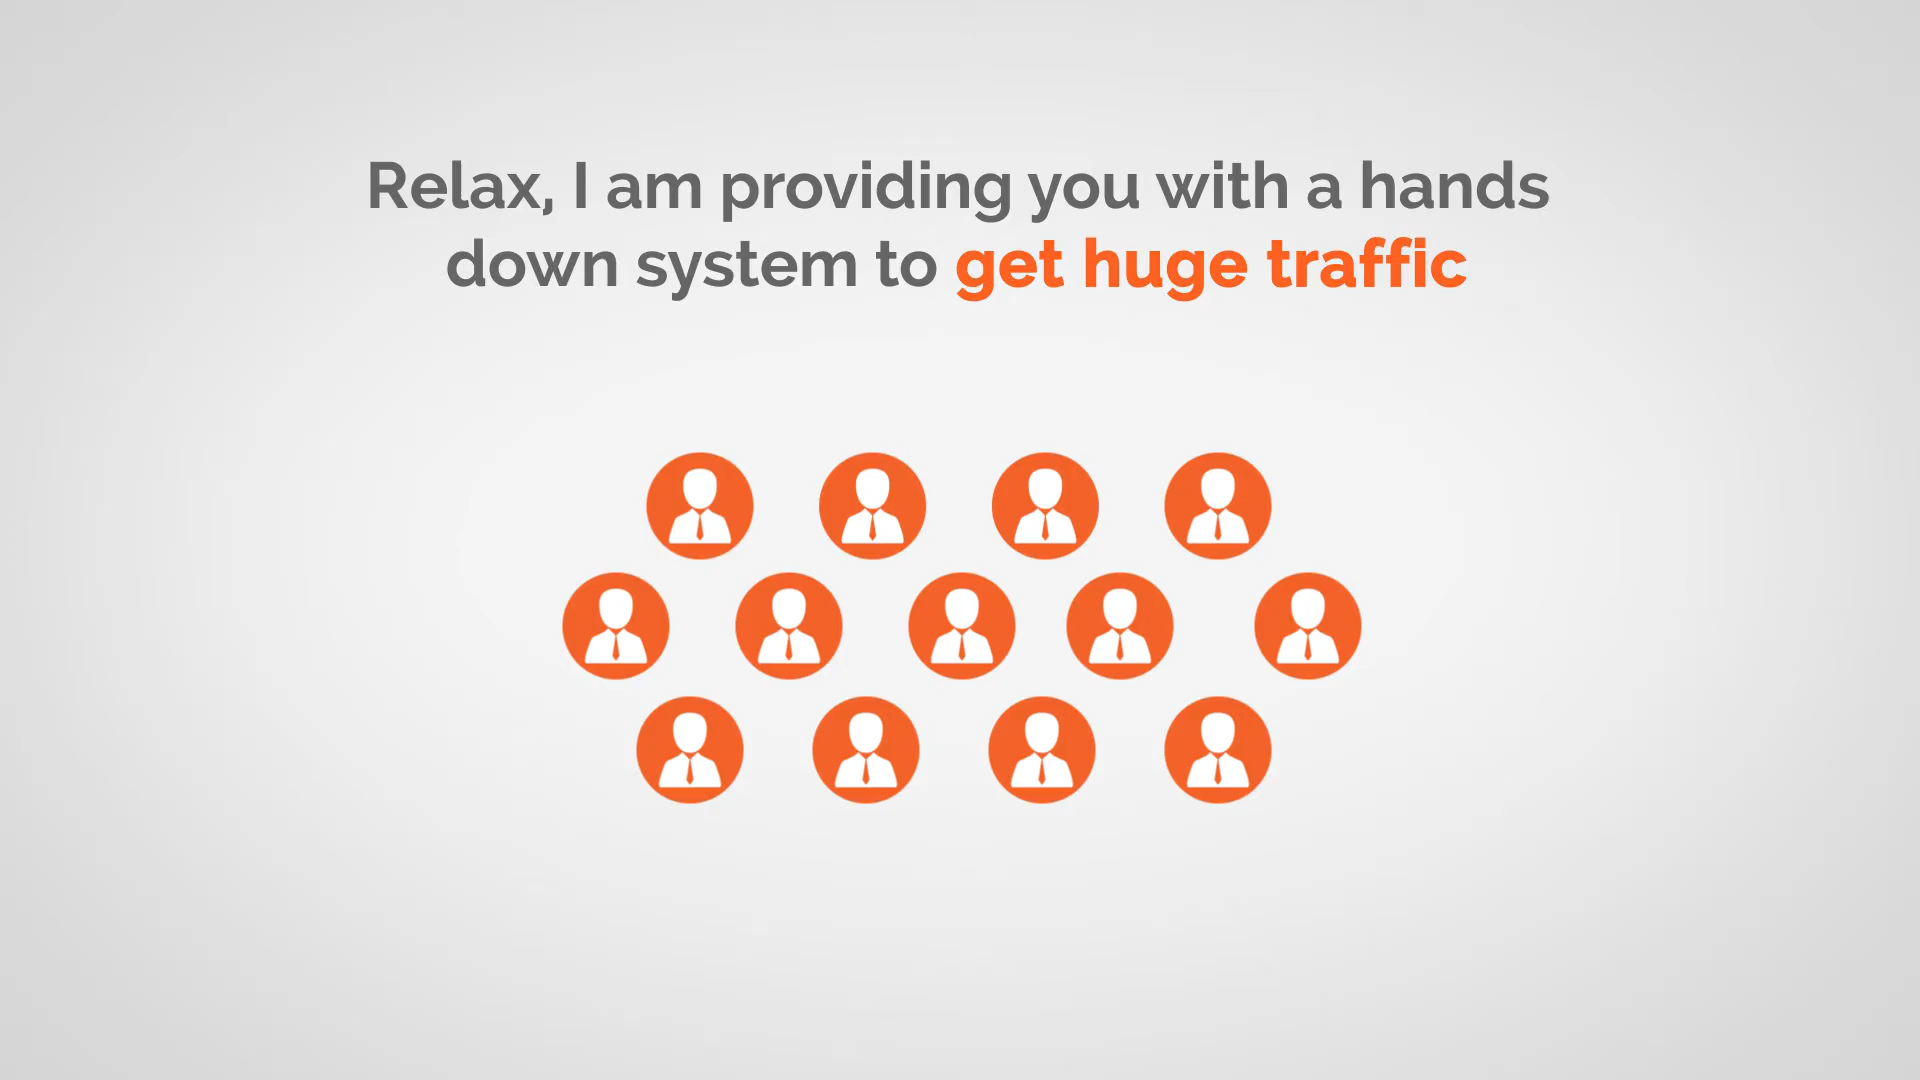 Relax, I am providing you with a hands
down system to get huge traffic